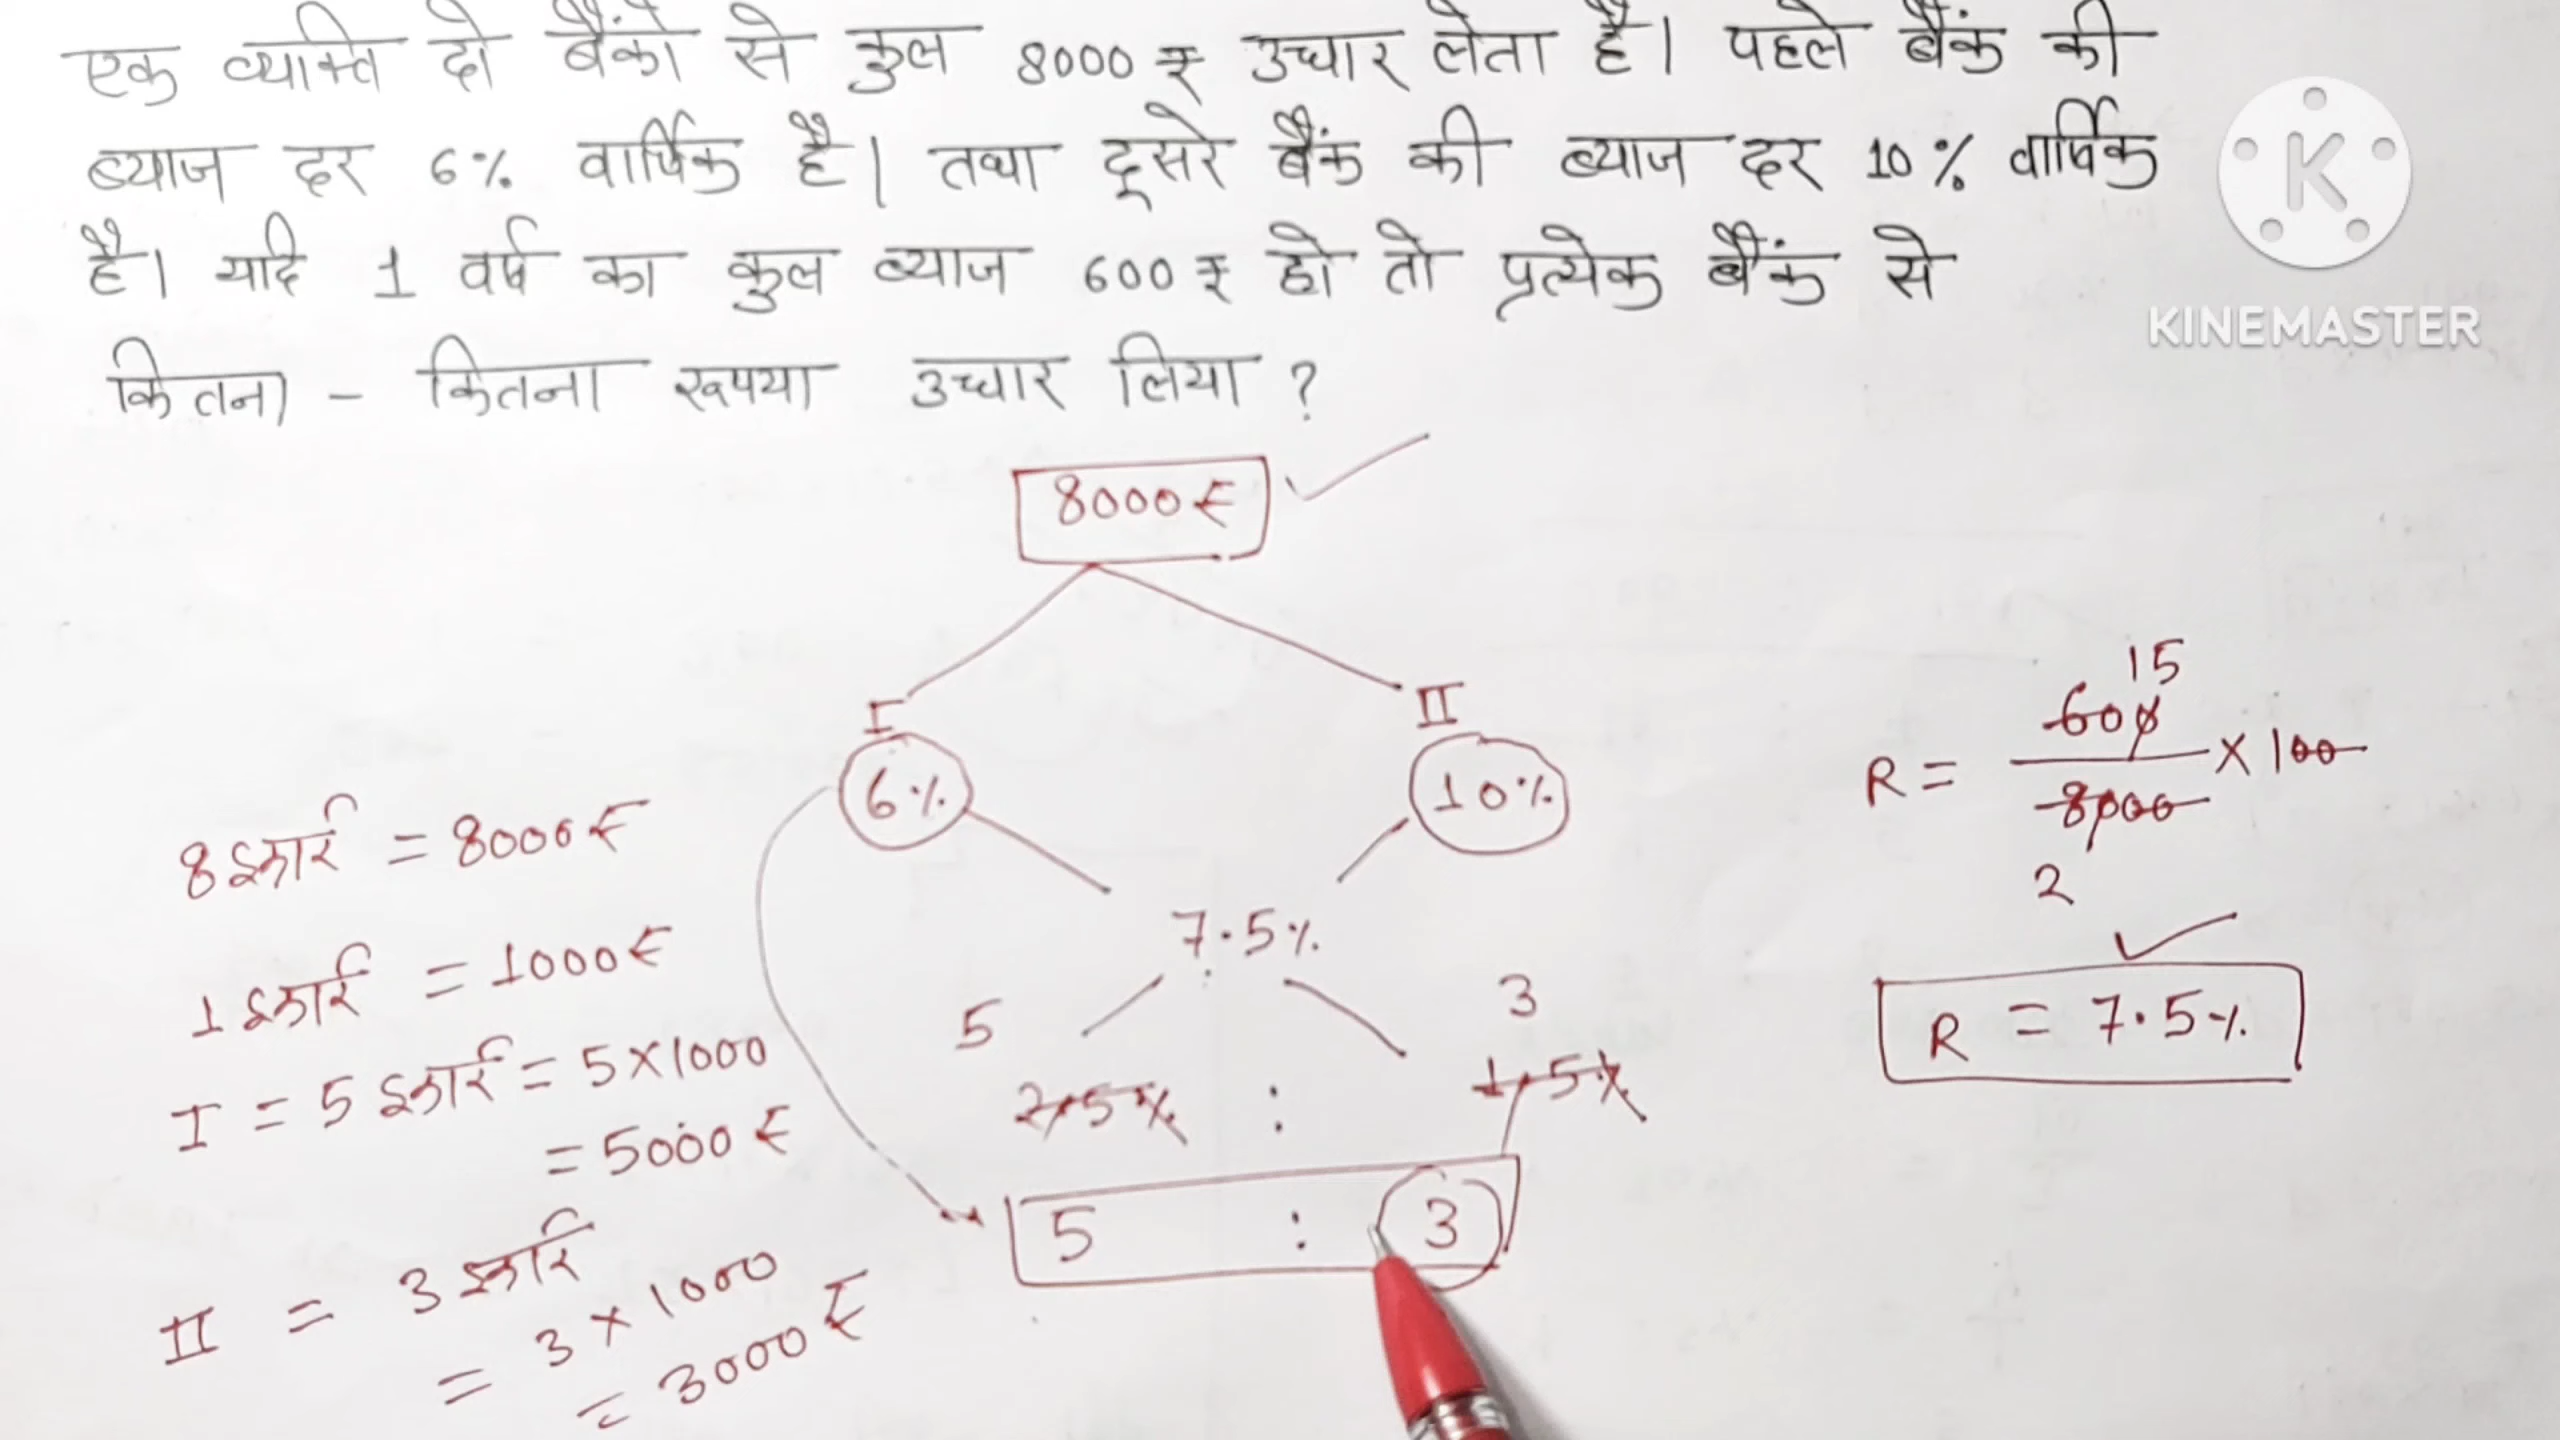 एक व्यक्ति दो बैंको से कुल 8000 ₹ उधार लेता है। पहले बैंक की
ब्याज दर 6% वार्षिक है। तथा दूसरे बैंक की ब्याज दर 10% वार्षिक
है। यदि 1 वर्ष का कुल ब्याज 600 ₹ हो तो प्रत्येक बैंक से
कितना - कितना रूपया उधार लिया ?
K
KINEMASTER
8000 ₹
I
II
6%
10%
7.5%
5
3
2.5%
:
1.5%
5 : 3
8 इकाई = 8000 ₹
1 इकाई = 1000 ₹
I = 5 इकाई = 5 × 1000
= 5000 ₹
II = 3 इकाई
= 3 × 1000
= 3000 ₹
15
R = 600/8000 × 100
2
R = 7.5%